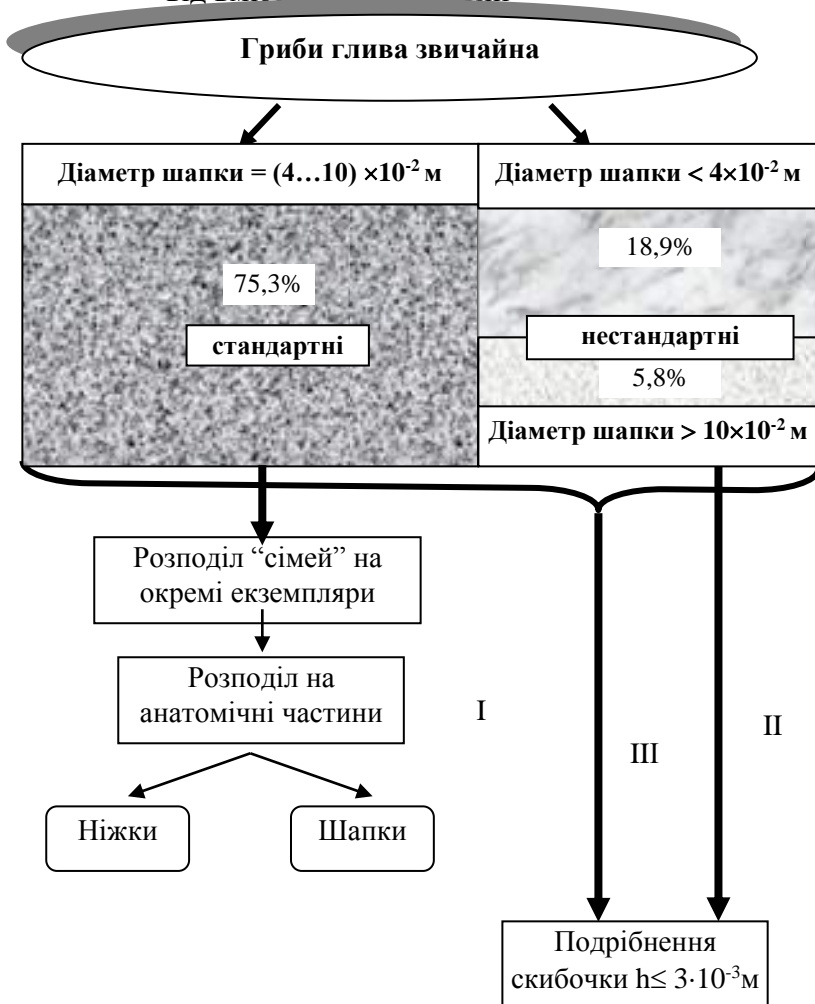 Гриби глива звичайна
Діаметр шапки = (4…10) ×10⁻² м
Діаметр шапки < 4×10⁻² м
75,3%
стандартні
18,9%
нестандартні
5,8%
Діаметр шапки > 10×10⁻² м
Розподіл “сімей” на
окремі екземпляри
Розподіл на
анатомічні частини
Ніжки
Шапки
I
III
II
Подрібнення
скибочки h≤ 3·10⁻³м